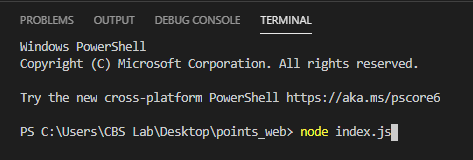 PROBLEMS OUTPUT DEBUG CONSOLE TERMINAL
Windows PowerShell
Copyright (C) Microsoft Corporation. All rights reserved.
Try the new cross-platform PowerShell https://aka.ms/pscore6
PS C:\Users\CBS Lab\Desktop\points_web> node index.js